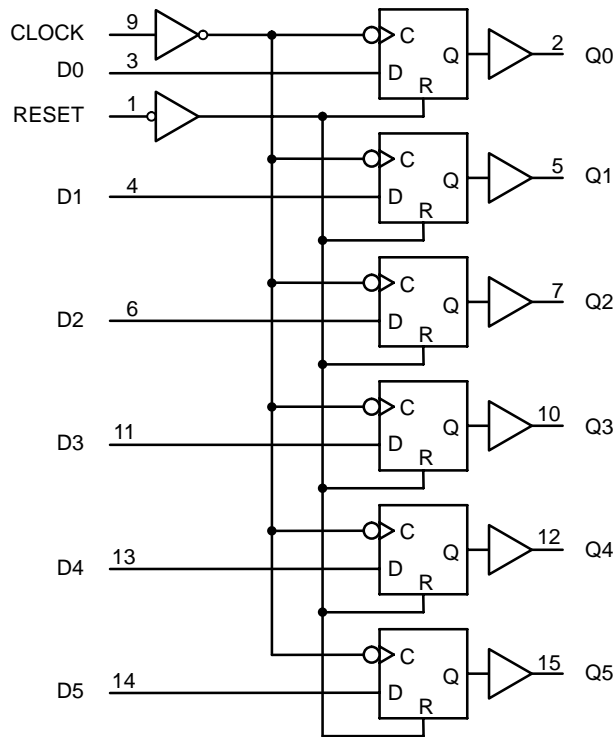 CLOCK 9 C Q 2 Q0
D0 3 D
RESET 1 R
C Q 5 Q1
D1 4 D
R
C Q 7 Q2
D2 6 D
R
C Q 10 Q3
D3 11 D
R
C Q 12 Q4
D4 13 D
R
C Q 15 Q5
D5 14 D
R